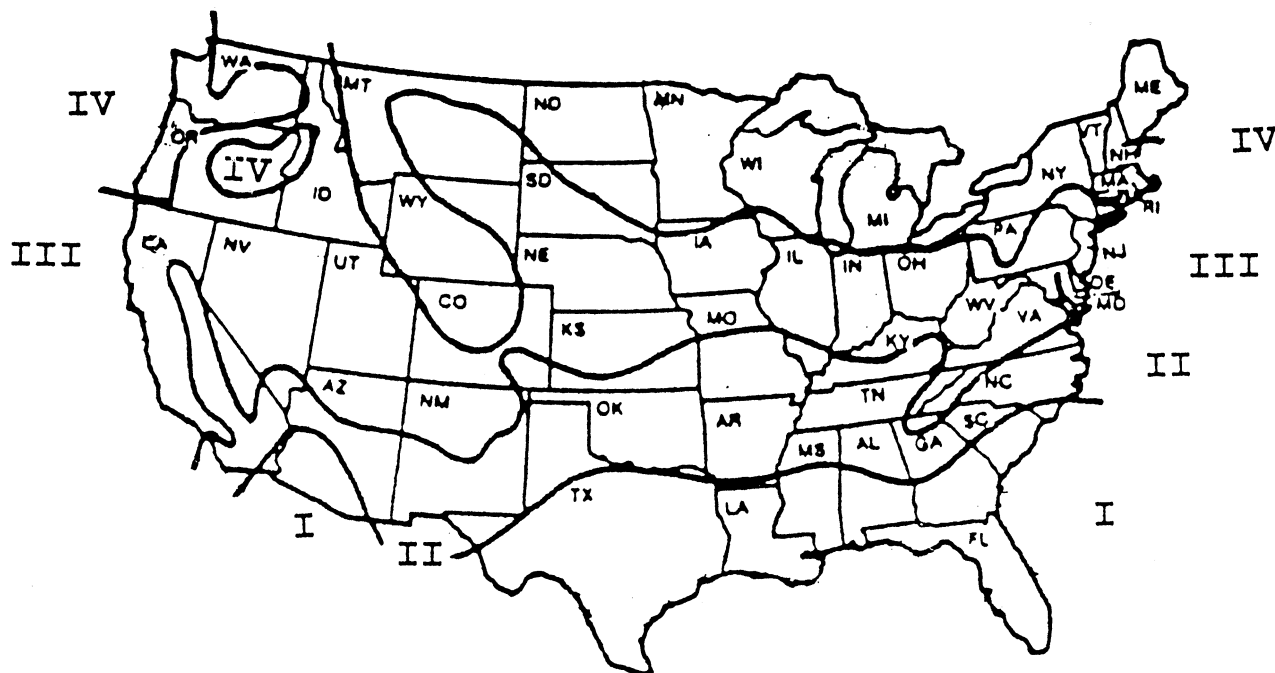 WA
MT
ND
MN
ME
IV
OR
VT
NH
IV
WI
NY
MA
IV
SD
ID
WY
MI
RI
PA
CA
NV
IA
III
UT
NE
IL
IN
OH
NJ
III
CO
DE
WV
MD
MO
VA
KS
KY
II
AZ
NC
NM
TN
OK
AR
SC
MS
AL
GA
TX
LA
I
I
II
FL